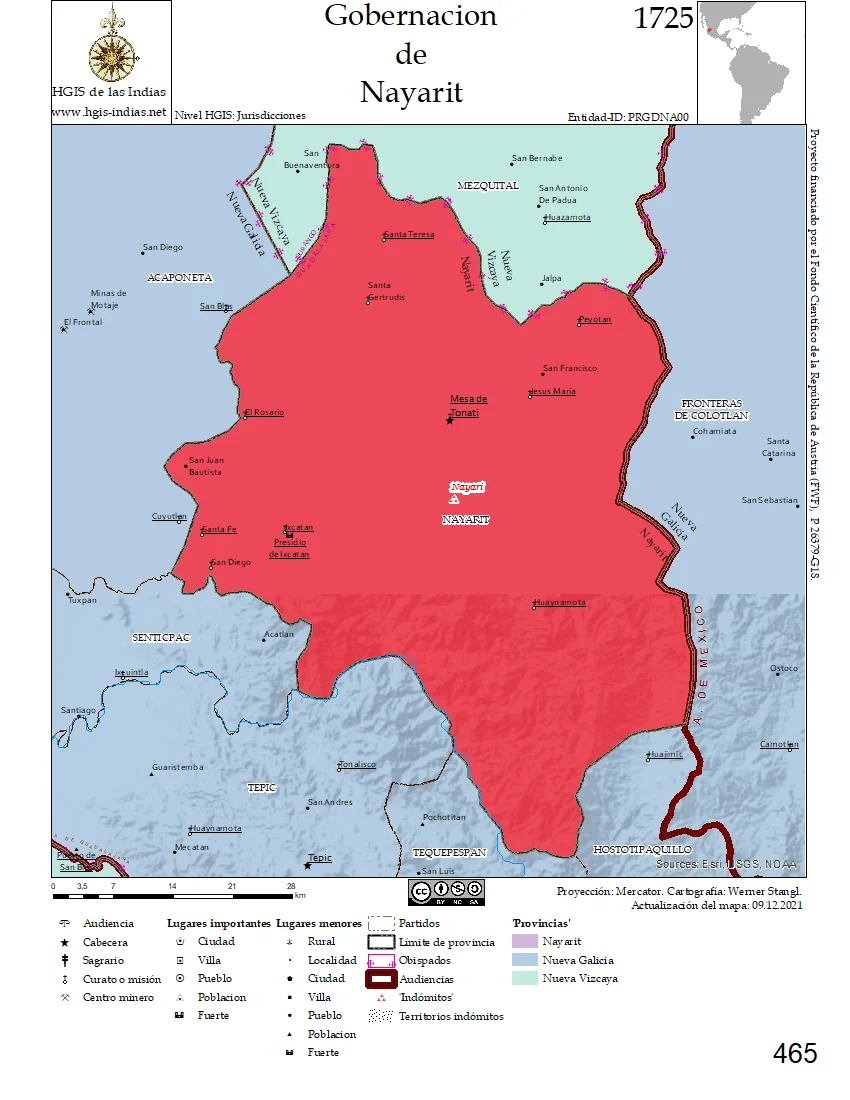 Gobernacion
de
Nayarit
1725
HGIS de las Indias
www.hgis-indias.net
Nivel HGIS: Jurisdicciones
Entidad-ID: PRGDNA00
San
Buenaventura
San Bernabe
MEZQUITAL
San Antonio
De Padua
Huazamota
Nueva Vizcaya
Nueva Galida
DURANGO
GUADALAJARA
San Diego
Santa Teresa
ACAPONETA
Nueva
Vizcaya
Nayarit
Jalpa
Minas de
Motaje
El Frontal
San Blas
Santa
Gertrudis
Peyotan
San Francisco
Jesus Maria
Mesa de
Tonati
El Rosario
FRONTERAS
DE COLOTLAN
Cohamiata
Santa
Catarina
San Juan
Bautista
Nayari
San Sebastian
Cuyutlan
Santa Fe
Ixcatan
Presidio
de Ixcatan
NAYARIT
Nueva
Galicia
Nayarit
San Diego
Tuxpan
Huaynamota
SENTICPAC
Acatlan
A. DE MEXICO
Ixcuintla
Ostoco
Santiago
Huajimic
Camotlan
Guaristemba
Tonalisco
TEPIC
San Andres
Pochotitan
Huaynamota
Mecatan
Tepic
TEQUEPESPAN
HOSTOTIPAQUILLO
San Luis
Sources: Esri, USGS, NOAA
Proyecto financiado por el Fondo Científico de la República de Austria (FWF), P 26379-G18.
0 3,5 7 14 21 28
km
CC BY NC SA
Proyección: Mercator. Cartografía: Werner Stangl.
Actualización del mapa: 09.12.2021
Audiencia
Cabecera
Sagrario
Curato o misión
Centro minero
Lugares importantes
Ciudad
Villa
Pueblo
Poblacion
Fuerte
Lugares menores
Rural
Localidad
Ciudad
Villa
Pueblo
Poblacion
Fuerte
Partidos
Límite de provincia
Obispados
Audiencias
'Indómitos'
Territorios indómitos
'Provincias'
Nayarit
Nueva Galicia
Nueva Vizcaya
465